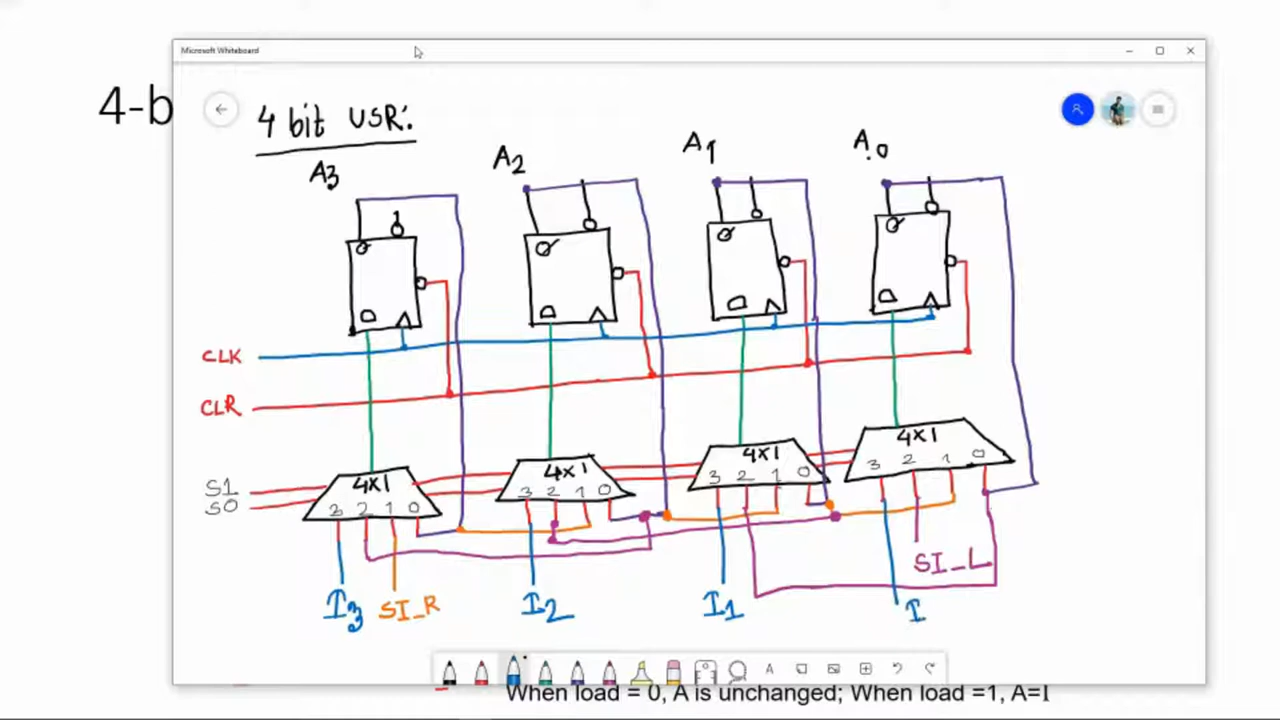 Microsoft Whiteboard
4-b
4 bit USR:
A3 A2 A1 A0
Q Q Q Q
D D D D
CLK
CLR
4X1 4X1 4X1 4X1
3 2 1 0 3 2 1 0 3 2 1 0 3 2 1 0
S1
S0
SI_L
I3 SI_R I2 I1 I
A
When load = 0, A is unchanged; When load =1, A=I